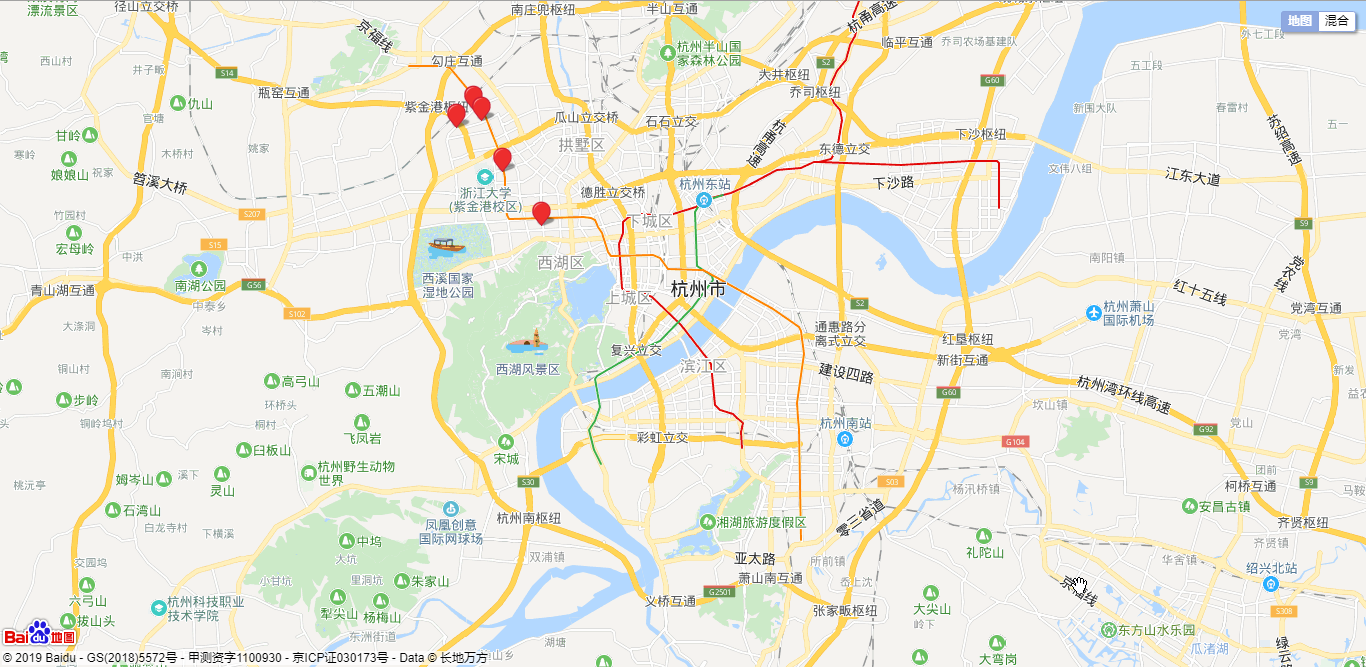 漂流景区
径山立交桥
南庄兜枢纽
半山互通
京福线
杭甬高速
临平互通
乔司农场基建队
外七工段
地图
混合
西山村
井子畈
S14
勾庄互通
杭州半山国
家森林公园
S2
大井枢纽
G60
五工段
仇山
瓶窑互通
紫金港枢纽
乔司枢纽
新围大队
春雷村
甘岭
官塘
瓜山立交桥
石石立交
杭甬高速
下沙枢纽
苏绍高速
五一
寒岭
木桥村
姚家
拱墅区
东德立交
娘娘山
祝家
笤溪大桥
浙江大学
(紫金港校区)
德胜立交桥
杭州东站
下沙路
文伟八组
江东大道
竹园村
S207
下城区
S9
宏母岭
S15
中洪
西溪国家
湿地公园
西湖区
南阳镇
党农线
青山湖互通
南湖公园
G56
上城区
杭州市
S2
红十五线
党湾互通
中泰乡
S102
杭州萧山
国际机场
大涤洞
岑村
通惠路分
离式立交
党湾
复兴立交
红垦枢纽
铜山村
南涧村
西湖风景区
滨江区
新街互通
建设四路
新发
高弓山
五潮山
G60
杭州湾环线高速
步岭
环桥头
坎山镇
铜岭坞村
桐村
飞凤岩
彩虹立交
杭州南站
G92
党山
臼板山
宋城
G104
姆岑山
溪下
杭州野生动物
世界
团前
桃沅亭
灵山
S30
S03
杨汛桥镇
柯桥互通
S9
马鞍
石湾山
凤凰创意
国际网球场
杭州南枢纽
湘湖旅游度假区
零三省道
安昌古镇
白龙寺村
下横溪
齐贤枢纽
中坞
大坑
双浦镇
亚太路
所前镇
礼陀山
齐贤镇
交园坞
小甘坑
里洞坑
朱家山
萧山南互通
岙上沈
京福线
华舍镇
绍兴北站
六弓山
杭州科技职业
技术学院
犁尖山
杨梅山
义桥互通
G2501
张家畈枢纽
大尖山
岭下
S308
拔山头
东洲街道
湖塘
东方山水乐园
瓜渚湖
大弯岗
绿云
Bai du 地图
© 2019 Baidu - GS(2018)5572号 - 甲测资字1100930 - 京ICP证030173号 - Data © 长地万方